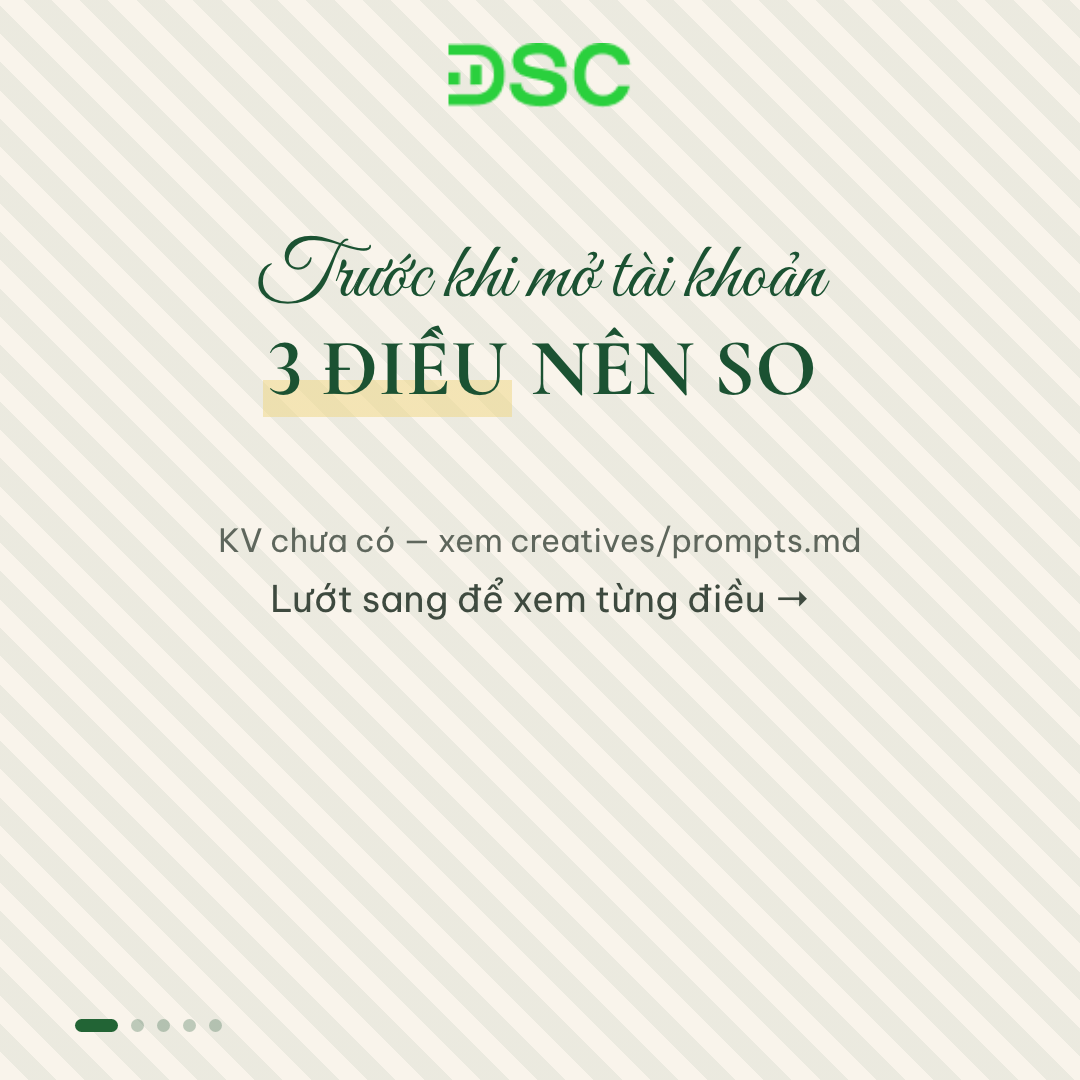 DSC
Trước khi mở tài khoản
3 ĐIỀU NÊN SO
KV chưa có — xem creatives/prompts.md
Lướt sang để xem từng điều →